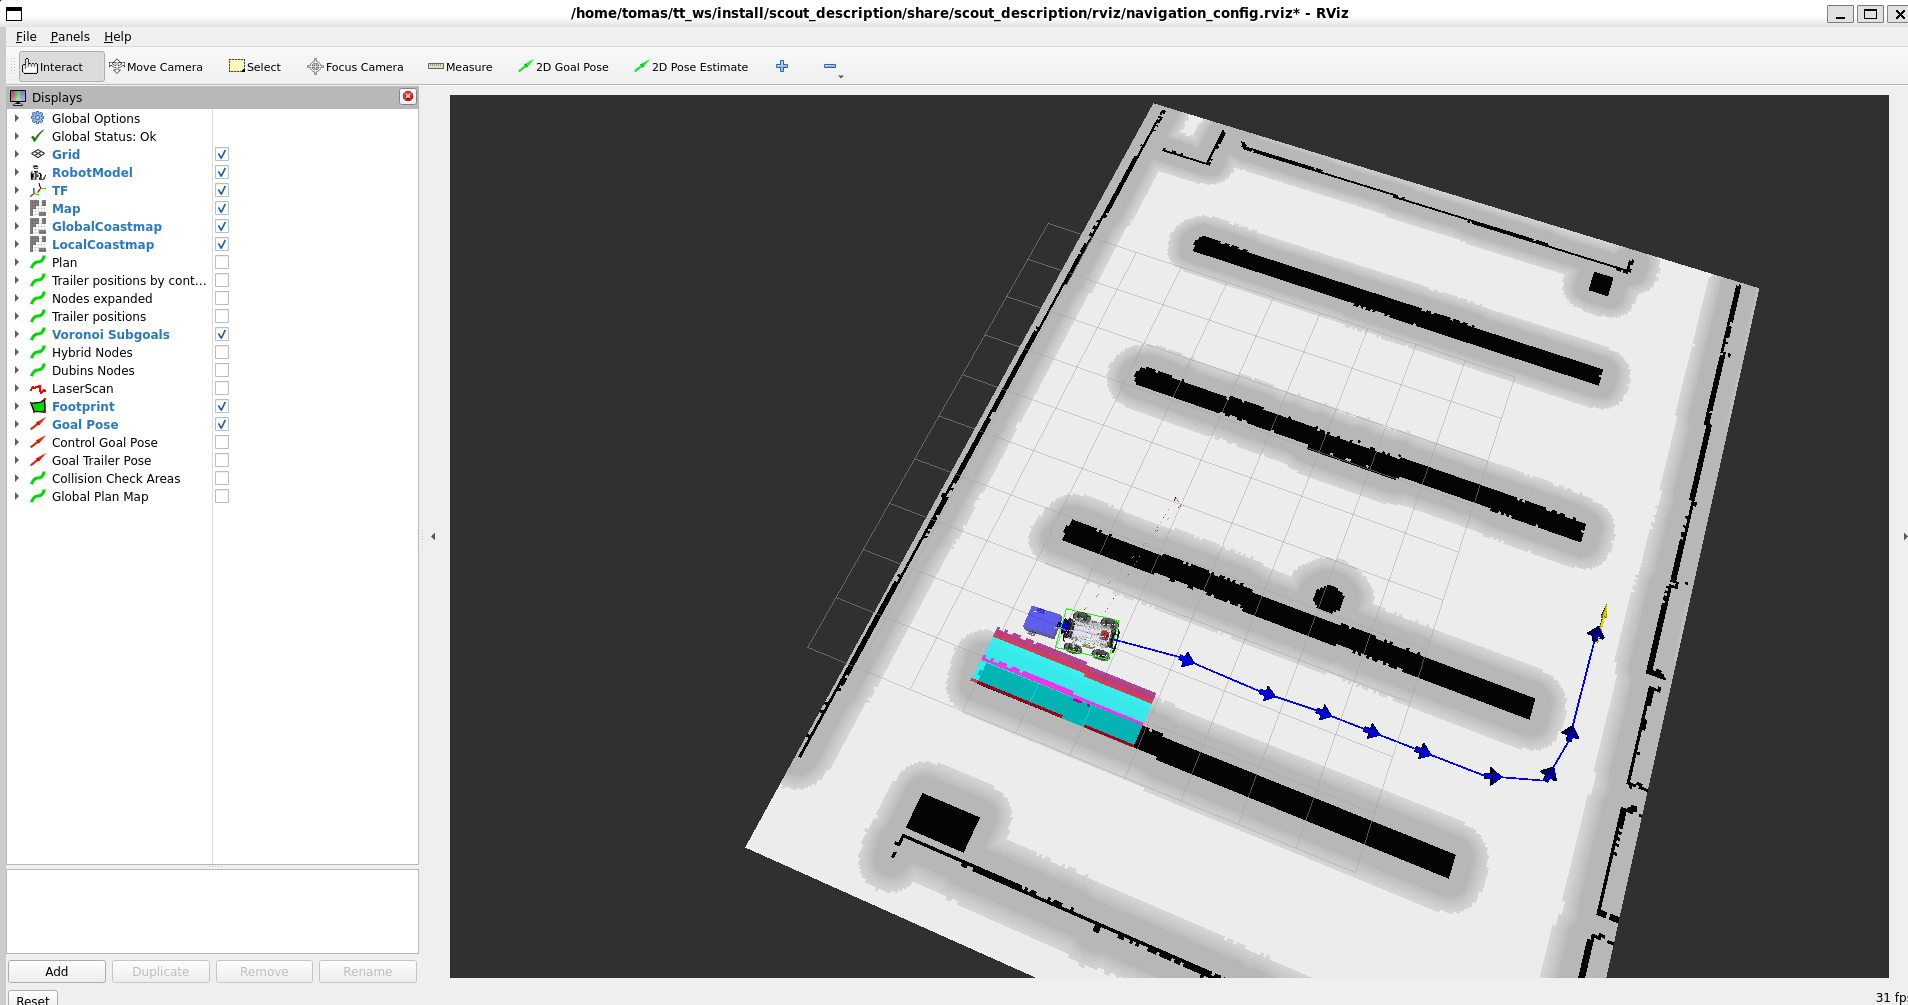 /home/tomas/tt_ws/install/scout_description/share/scout_description/rviz/navigation_config.rviz* - RViz
File Panels Help
Interact Move Camera Select Focus Camera Measure 2D Goal Pose 2D Pose Estimate
Displays
Global Options
Global Status: Ok
Grid
RobotModel
TF
Map
GlobalCoastmap
LocalCoastmap
Plan
Trailer positions by cont...
Nodes expanded
Trailer positions
Voronoi Subgoals
Hybrid Nodes
Dubins Nodes
LaserScan
Footprint
Goal Pose
Control Goal Pose
Goal Trailer Pose
Collision Check Areas
Global Plan Map
Add Duplicate Remove Rename
Reset
31 fps